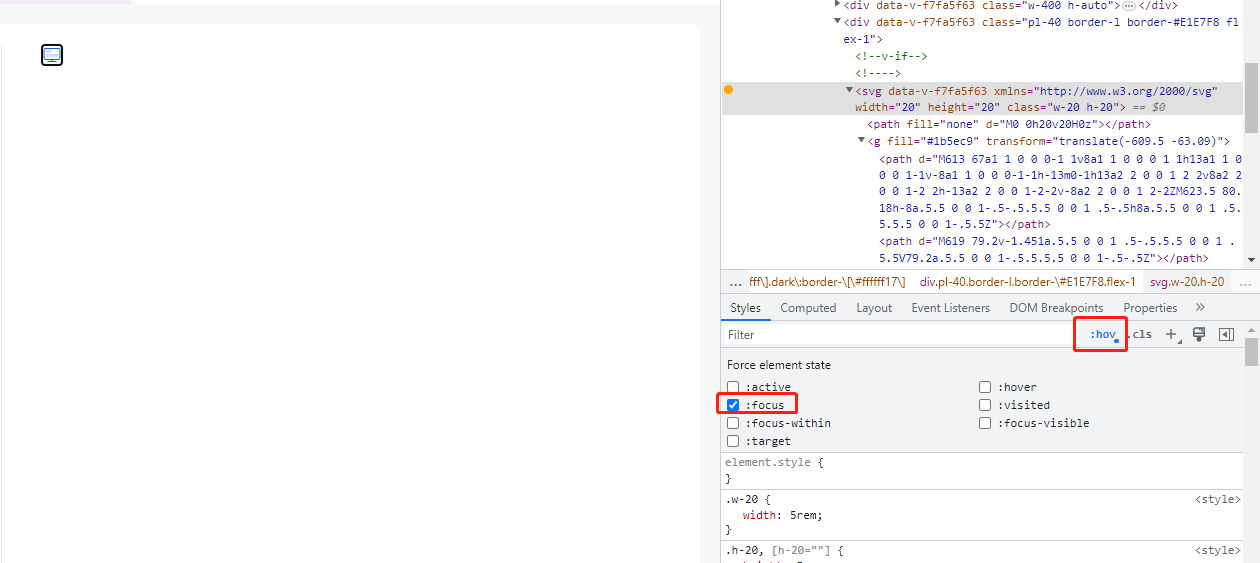 <div data-v-f7fa5f63 class="w-400 h-auto">…</div>
<div data-v-f7fa5f63 class="pl-40 border-l border-#E1E7F8 fl
ex-1">
<!--v-if-->
<!---->
<svg data-v-f7fa5f63 xmlns="http://www.w3.org/2000/svg"
width="20" height="20" class="w-20 h-20"> == $0
<path fill="none" d="M0 0h20v20H0z"></path>
<g fill="#1b5ec9" transform="translate(-609.5 -63.09)">
<path d="M613 67a1 1 0 0 0-1 1v8a1 1 0 0 0 1 1h13a1 1 0
0 0 1-1v-8a1 1 0 0 0-1-1h-13m0-1h13a2 2 0 0 1 2 2v8a2 2
0 0 1-2 2h-13a2 2 0 0 1-2-2v-8a2 2 0 0 1 2-2ZM623.5 80.
18h-8a.5.5 0 0 1-.5-.5.5.5 0 0 1 .5-.5h8a.5.5 0 0 1 .5.
5.5.5 0 0 1-.5.5Z"></path>
<path d="M619 79.2v-1.451a.5.5 0 0 1 .5-.5.5.5 0 0 1 .
5.5V79.2a.5.5 0 0 1-.5.5.5.5 0 0 1-.5-.5Z"></path>
… fff\].dark\:border-\[\#ffffff17\] div.pl-40.border-l.border-\#E1E7F8.flex-1 svg.w-20.h-20 …
Styles Computed Layout Event Listeners DOM Breakpoints Properties »
Filter :hov .cls +
Force element state
:active :hover
:focus :visited
:focus-within :focus-visible
:target
element.style {
}
.w-20 { <style>
width: 5rem;
}
.h-20, [h-20=""] { <style>